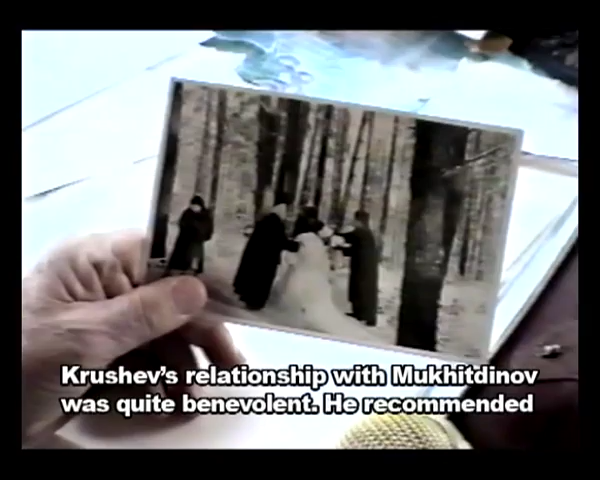 Krushev's relationship with Mukhitdinov
was quite benevolent. He recommended